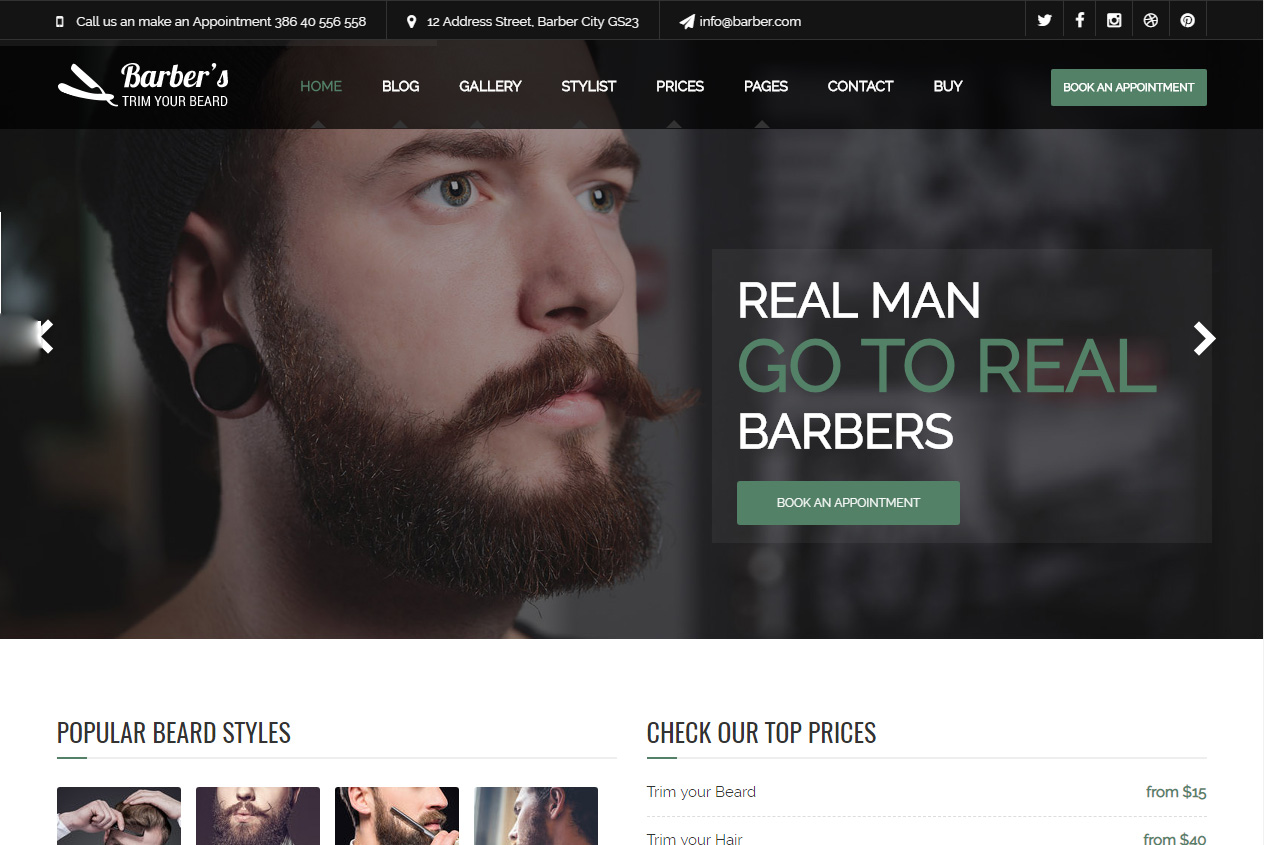 Call us an make an Appointment 386 40 556 558
12 Address Street, Barber City GS23
info@barber.com
Barber's
TRIM YOUR BEARD
HOME
BLOG
GALLERY
STYLIST
PRICES
PAGES
CONTACT
BUY
BOOK AN APPOINTMENT
REAL MAN
GO TO REAL
BARBERS
BOOK AN APPOINTMENT
POPULAR BEARD STYLES
CHECK OUR TOP PRICES
Trim your Beard
from $15
Trim your Hair
from $40